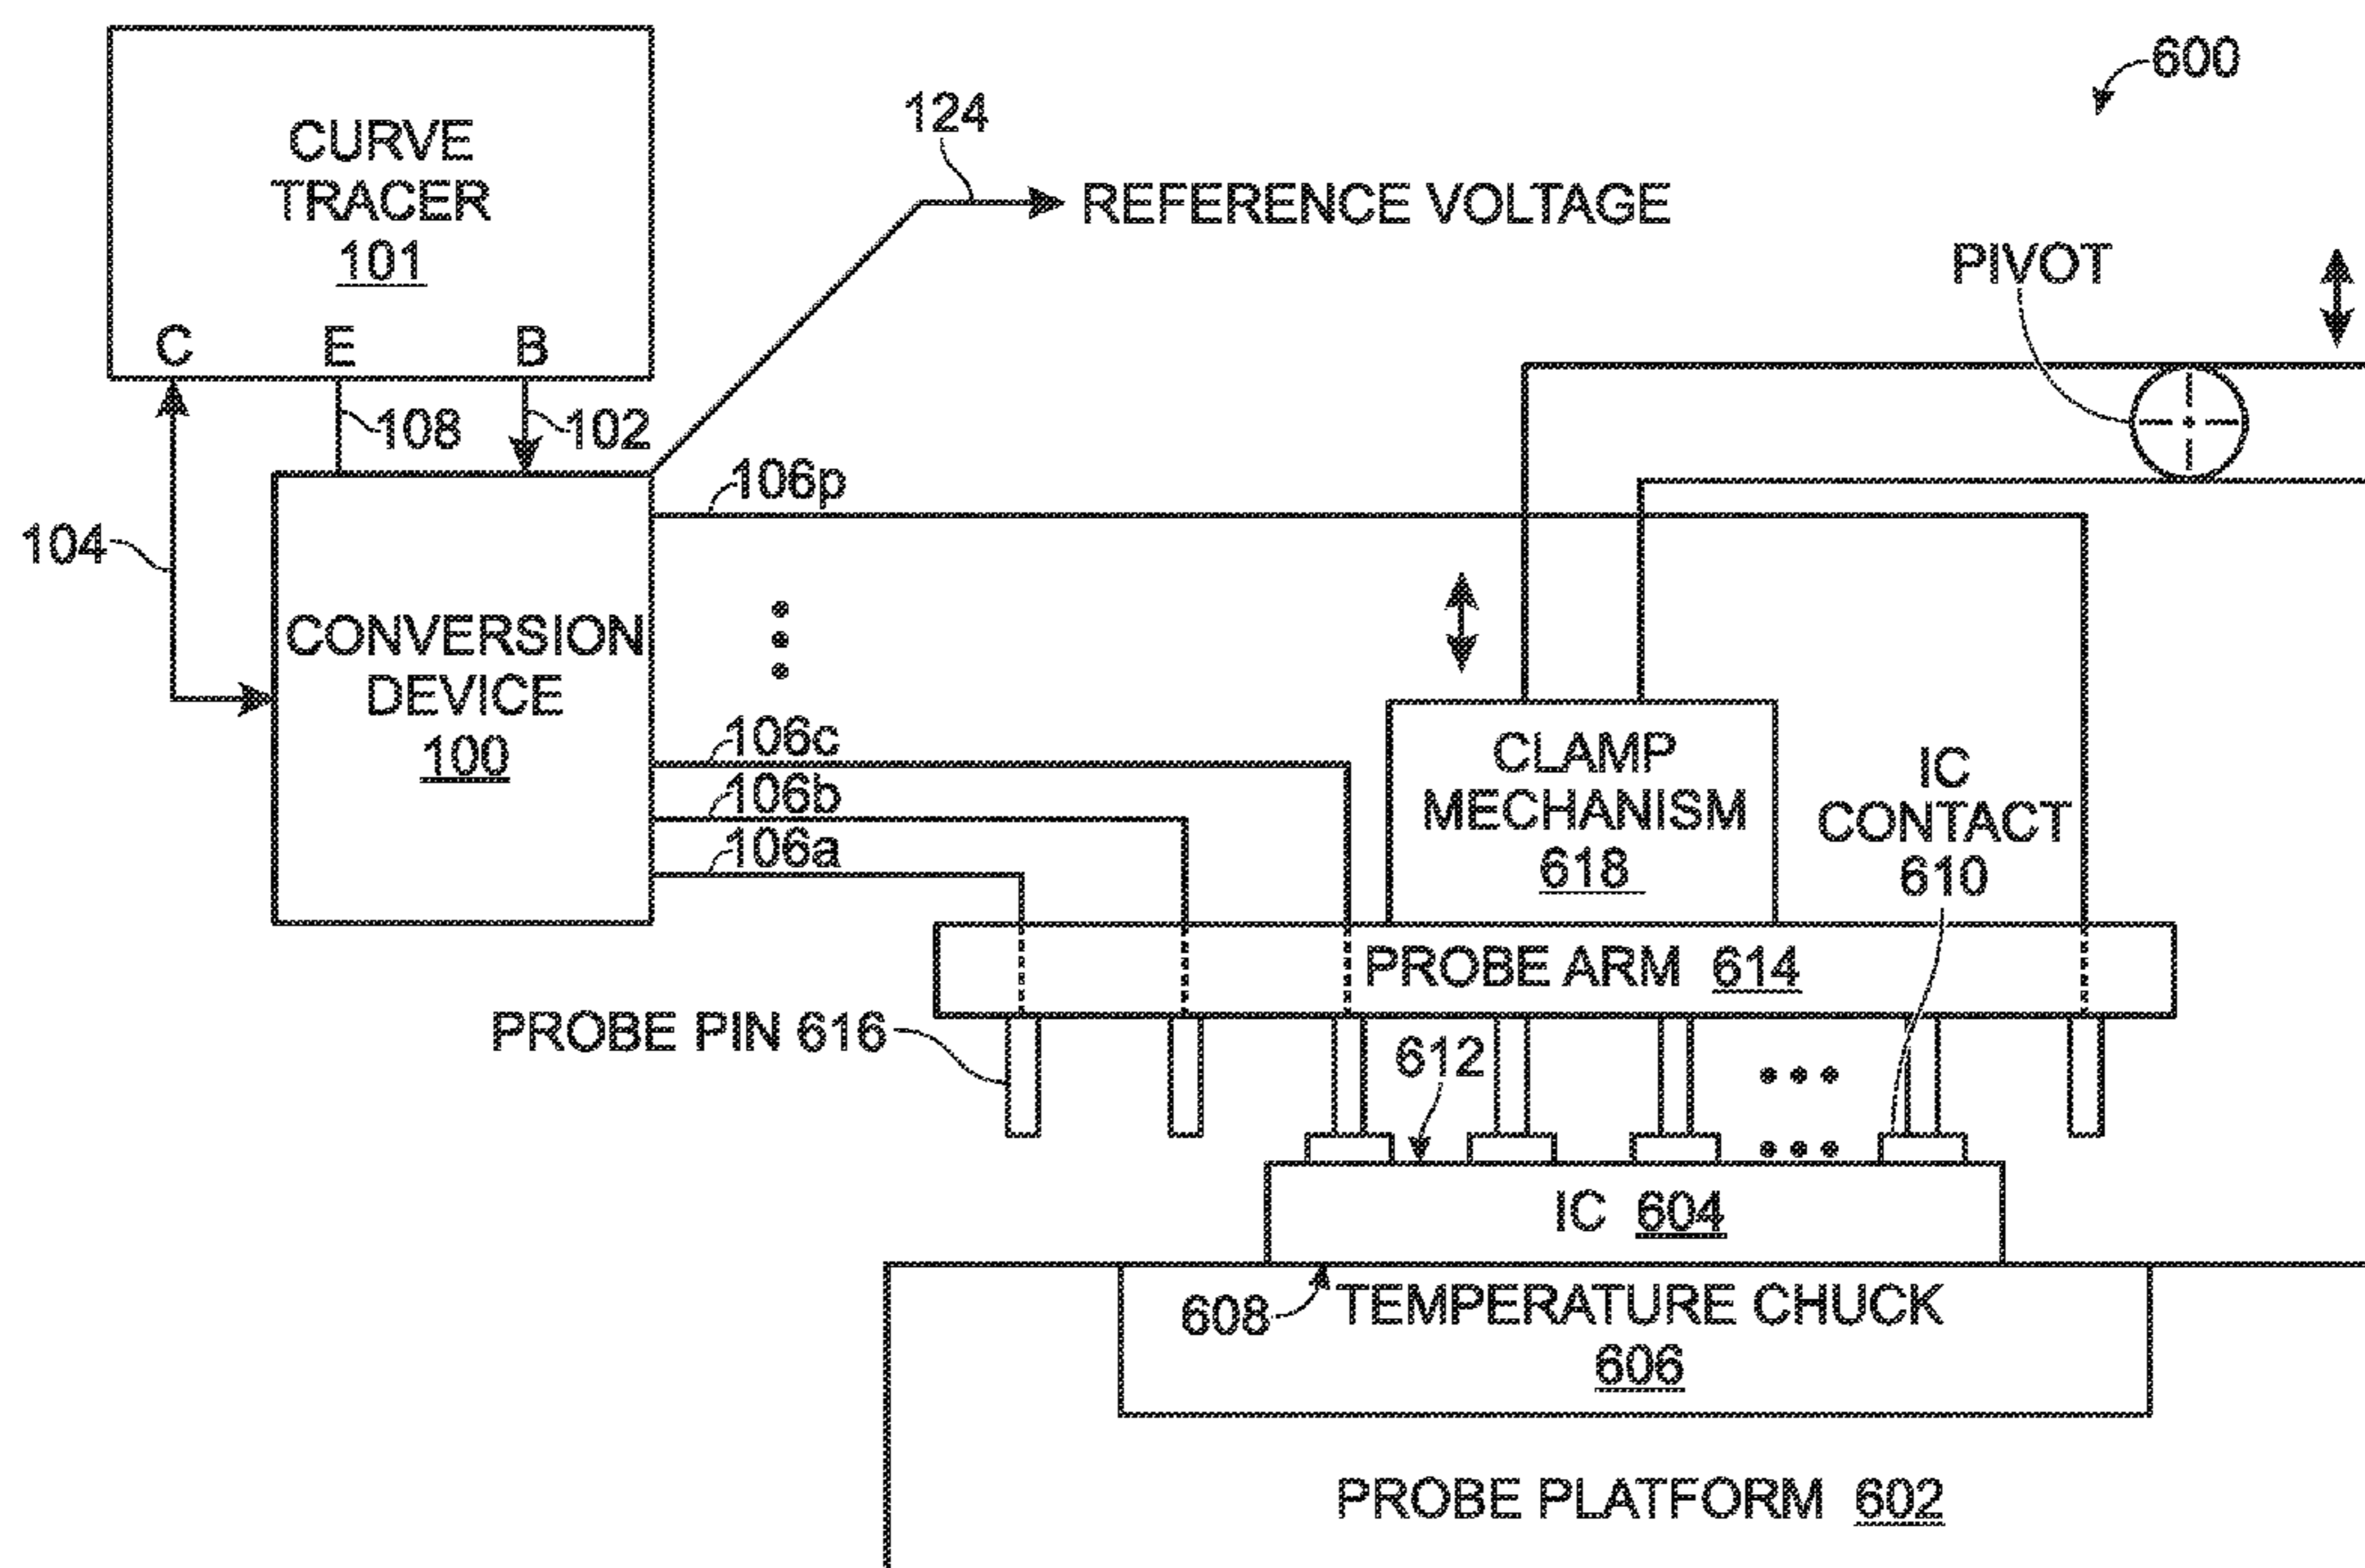 600
124
CURVE
TRACER
101
REFERENCE VOLTAGE
PIVOT
C E B
108
102
106p
104
CONVERSION
DEVICE
100
106c
106b
106a
CLAMP
MECHANISM
618
IC
CONTACT
610
PROBE ARM 614
PROBE PIN 616
612
IC 604
608
TEMPERATURE CHUCK
606
PROBE PLATFORM 602